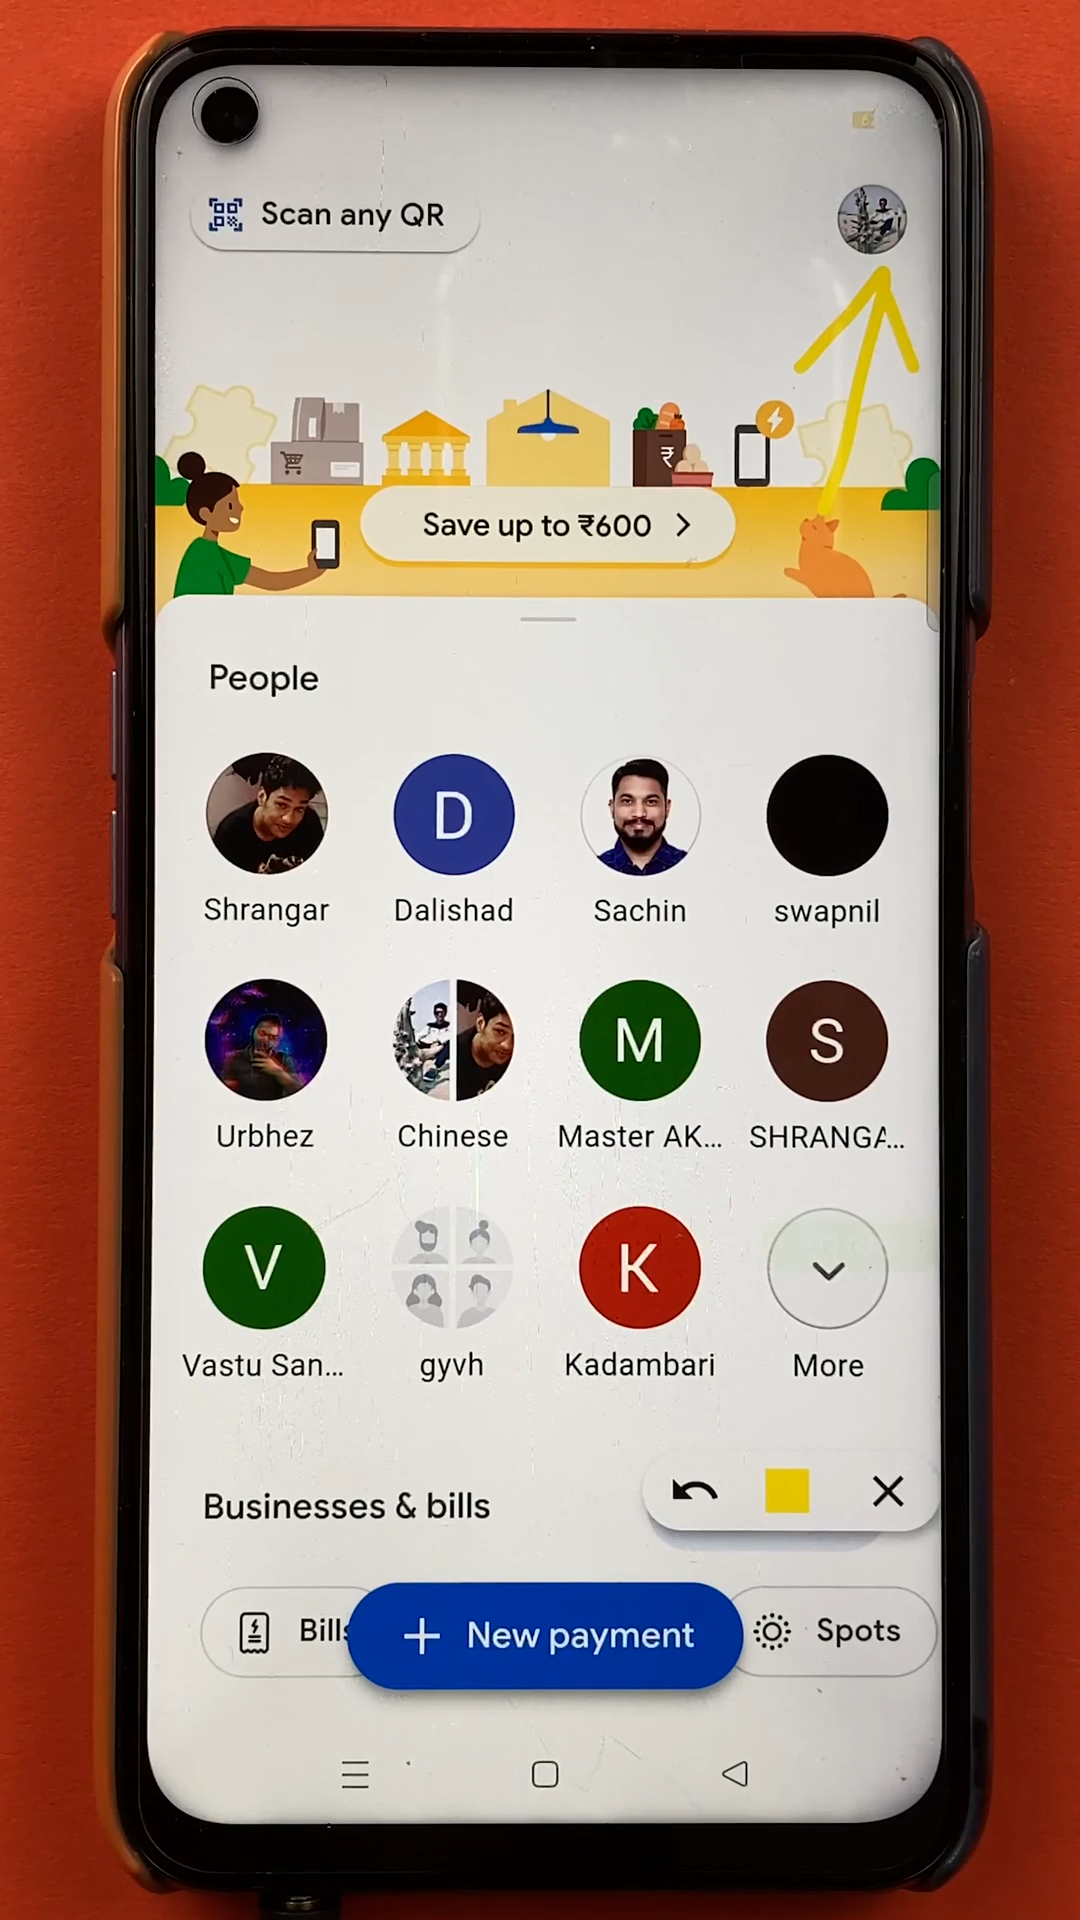 Scan any QR
₹
Save up to ₹600
People
D
Shrangar
Dalishad
Sachin
swapnil
M
S
Urbhez
Chinese
Master AK...
SHRANGA...
V
K
Vastu San...
gyvh
Kadambari
More
Businesses & bills
Bills
New payment
Spots